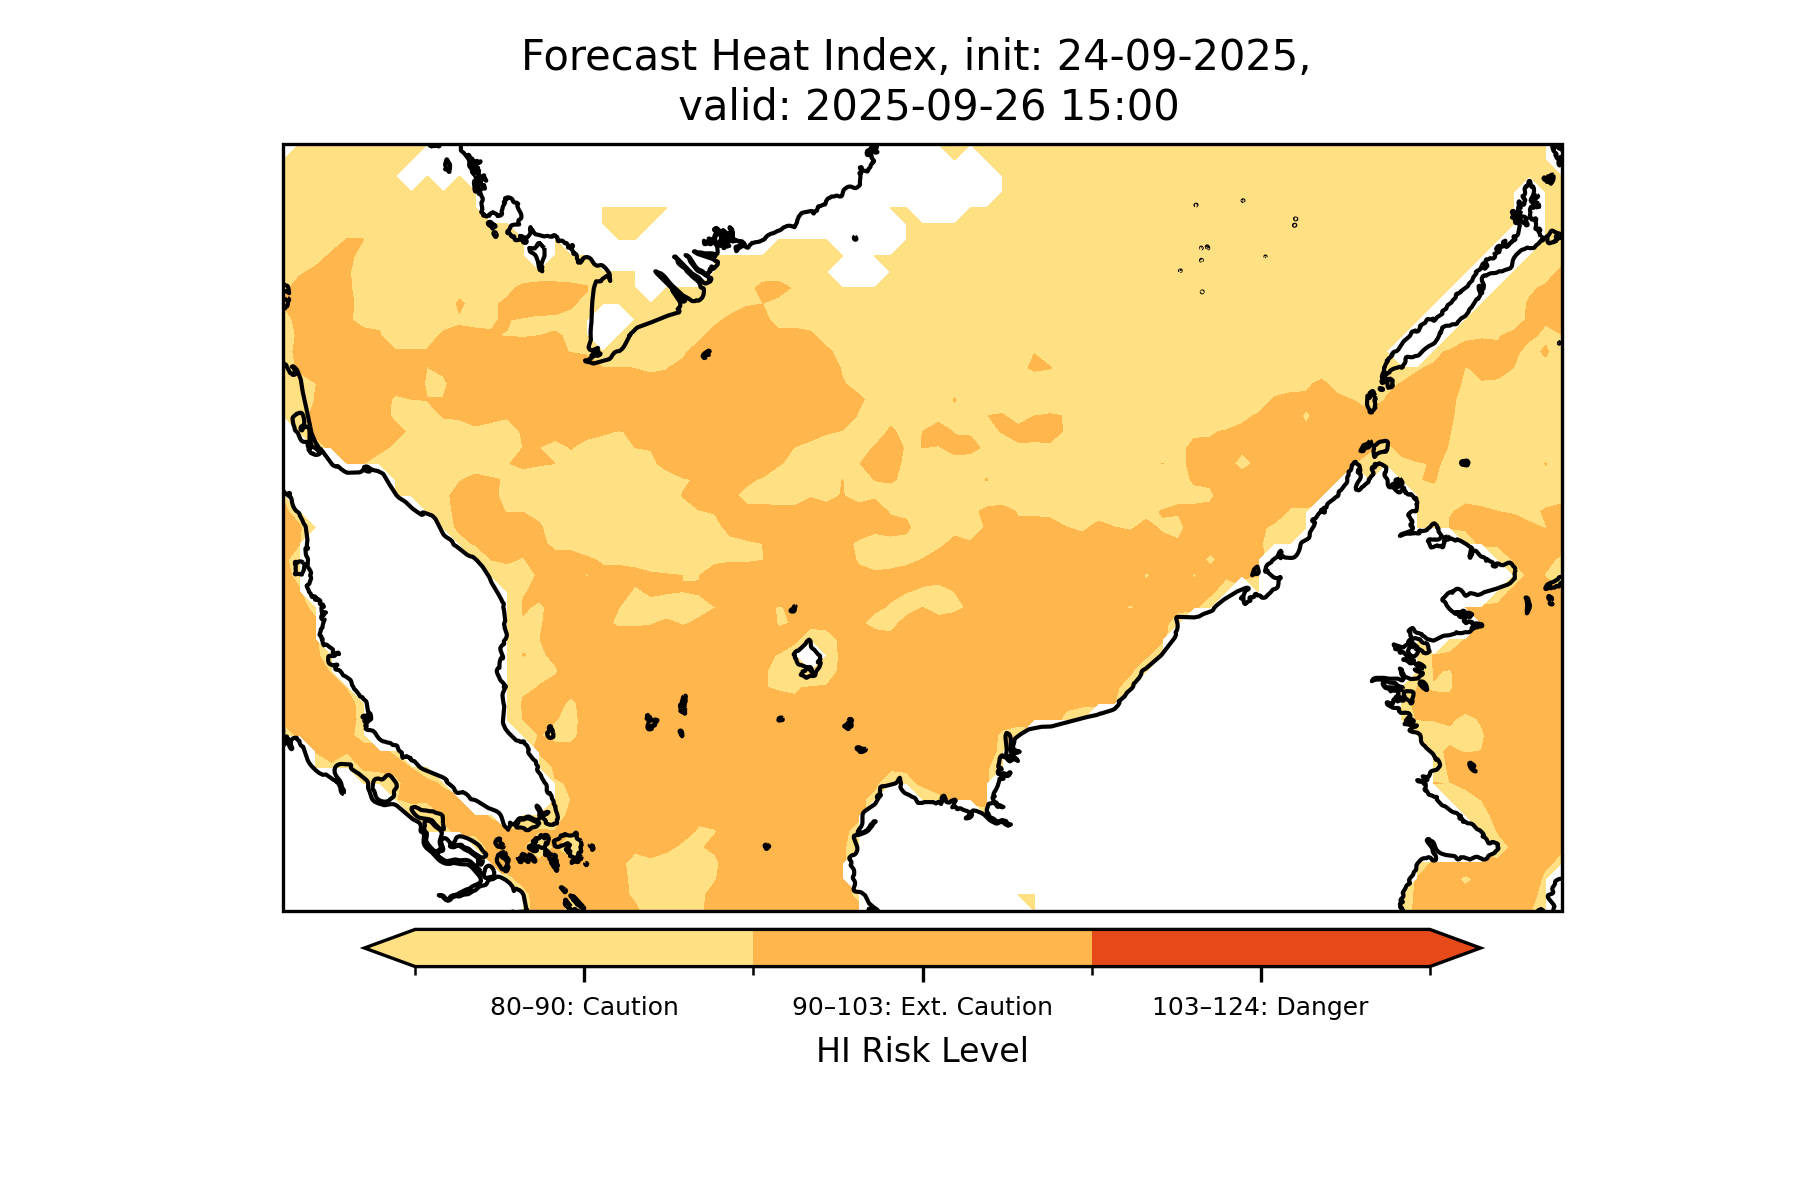 Forecast Heat Index, init: 24-09-2025,
valid: 2025-09-26 15:00
80–90: Caution
90–103: Ext. Caution
103–124: Danger
HI Risk Level